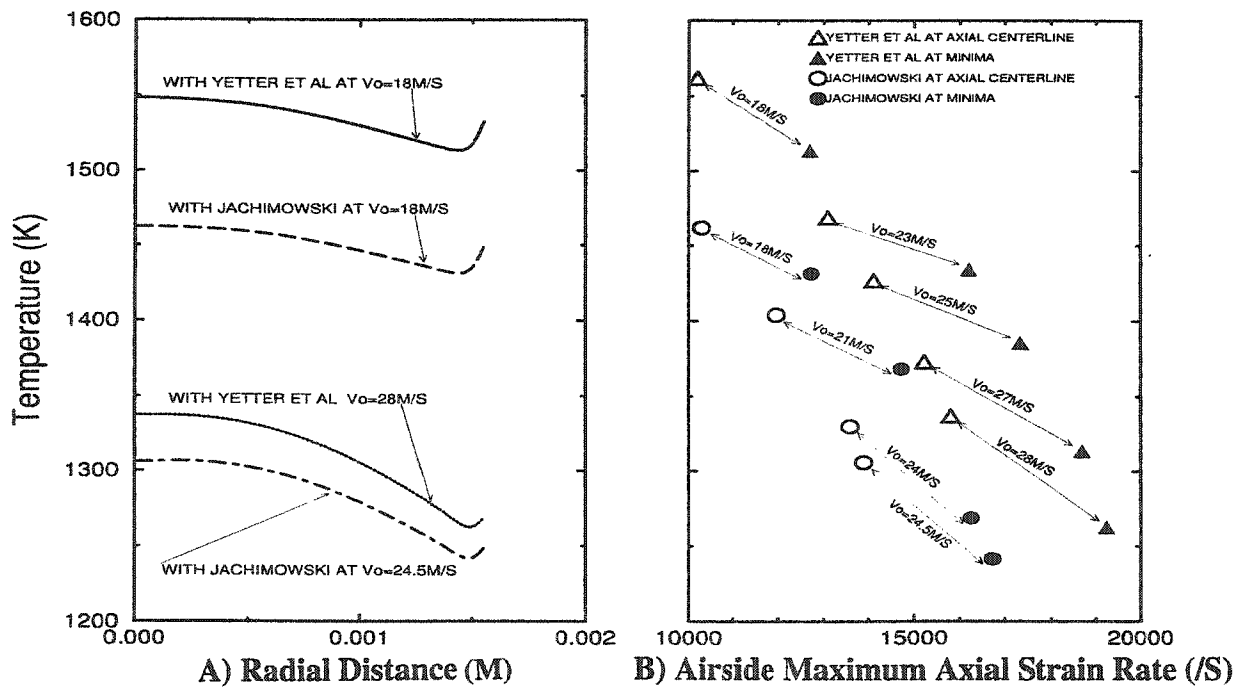 1600
1500
1400
1300
1200
Temperature (K)
WITH YETTER ET AL AT Vo=18M/S
WITH JACHIMOWSKI AT Vo=18M/S
WITH YETTER ET AL Vo=28M/S
WITH JACHIMOWSKI AT Vo=24.5M/S
0.000 0.001 0.002
A) Radial Distance (M)
YETTER ET AL AT AXIAL CENTERLINE
YETTER ET AL AT MINIMA
JACHIMOWSKI AT AXIAL CENTERLINE
JACHIMOWSKI AT MINIMA
Vo=18M/S
Vo=23M/S
Vo=18M/S
Vo=25M/S
Vo=21M/S
Vo=27M/S
Vo=28M/S
Vo=24M/S
Vo=24.5M/S
10000 15000 20000
B) Airside Maximum Axial Strain Rate (/S)